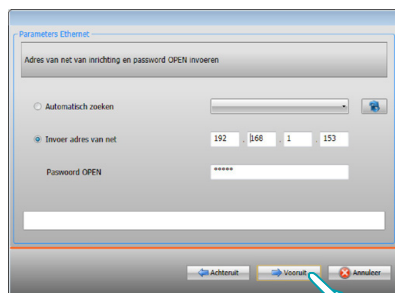 Parameters Ethernet
Adres van net van inrichting en password OPEN invoeren
Automatisch zoeken
Invoer adres van net 192 . 168 . 1 . 153
Paswoord OPEN *****
Achteruit Vooruit Annuleer